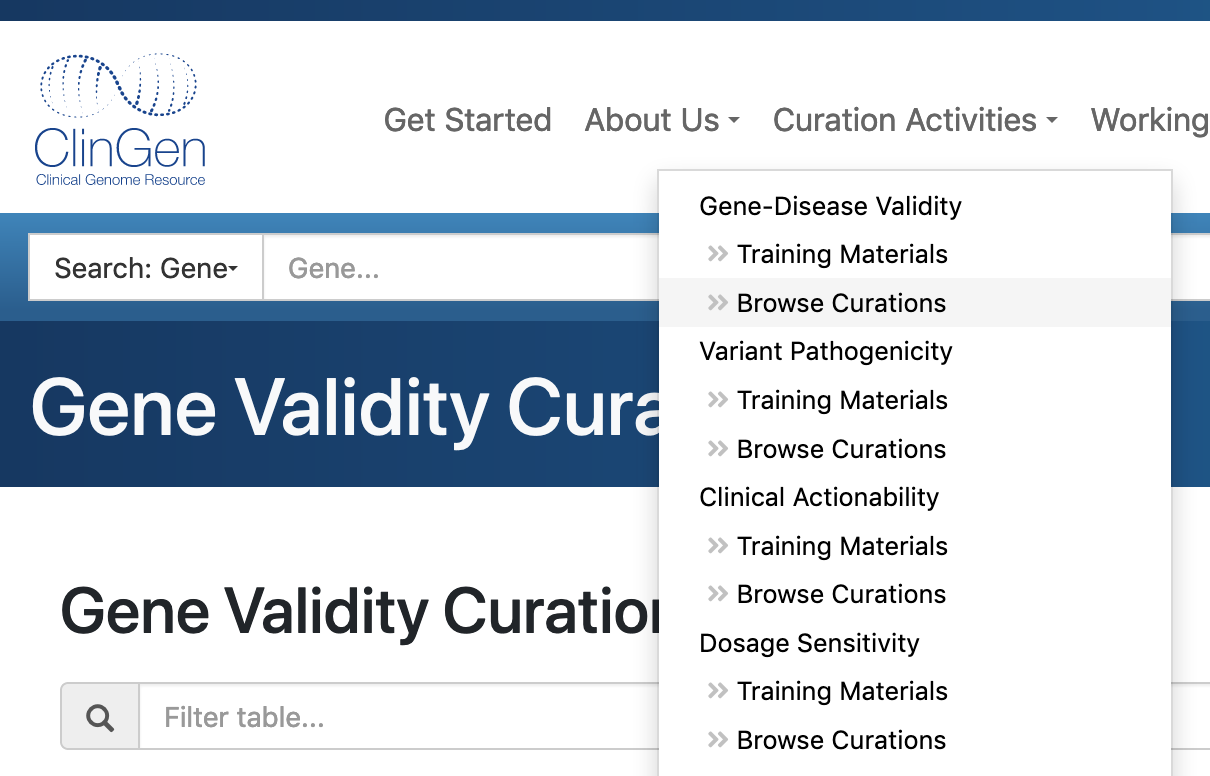 ClinGen
Clinical Genome Resource
Get Started About Us Curation Activities Working
Search: Gene Gene...
Gene Validity Cura
Gene Validity Curation
Filter table...
Gene-Disease Validity
Training Materials
Browse Curations
Variant Pathogenicity
Training Materials
Browse Curations
Clinical Actionability
Training Materials
Browse Curations
Dosage Sensitivity
Training Materials
Browse Curations